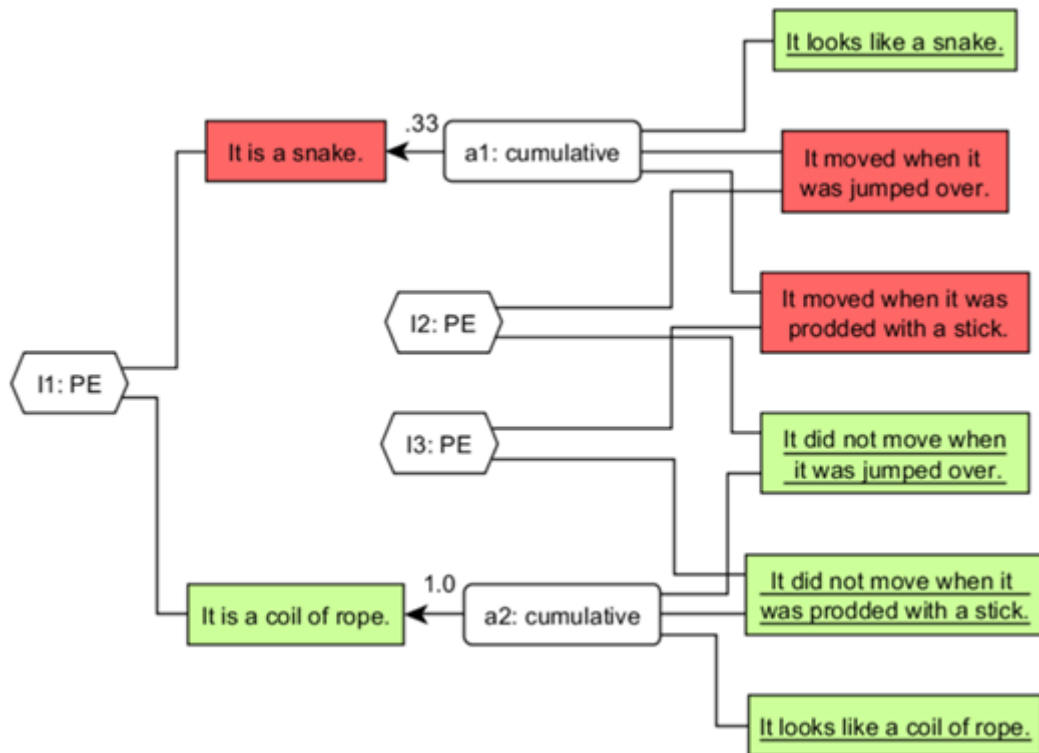 It looks like a snake.
.33
It is a snake.
a1: cumulative
It moved when it
was jumped over.
It moved when it was
prodded with a stick.
I2: PE
I1: PE
I3: PE
It did not move when
it was jumped over.
1.0
It is a coil of rope.
a2: cumulative
It did not move when it
was prodded with a stick.
It looks like a coil of rope.